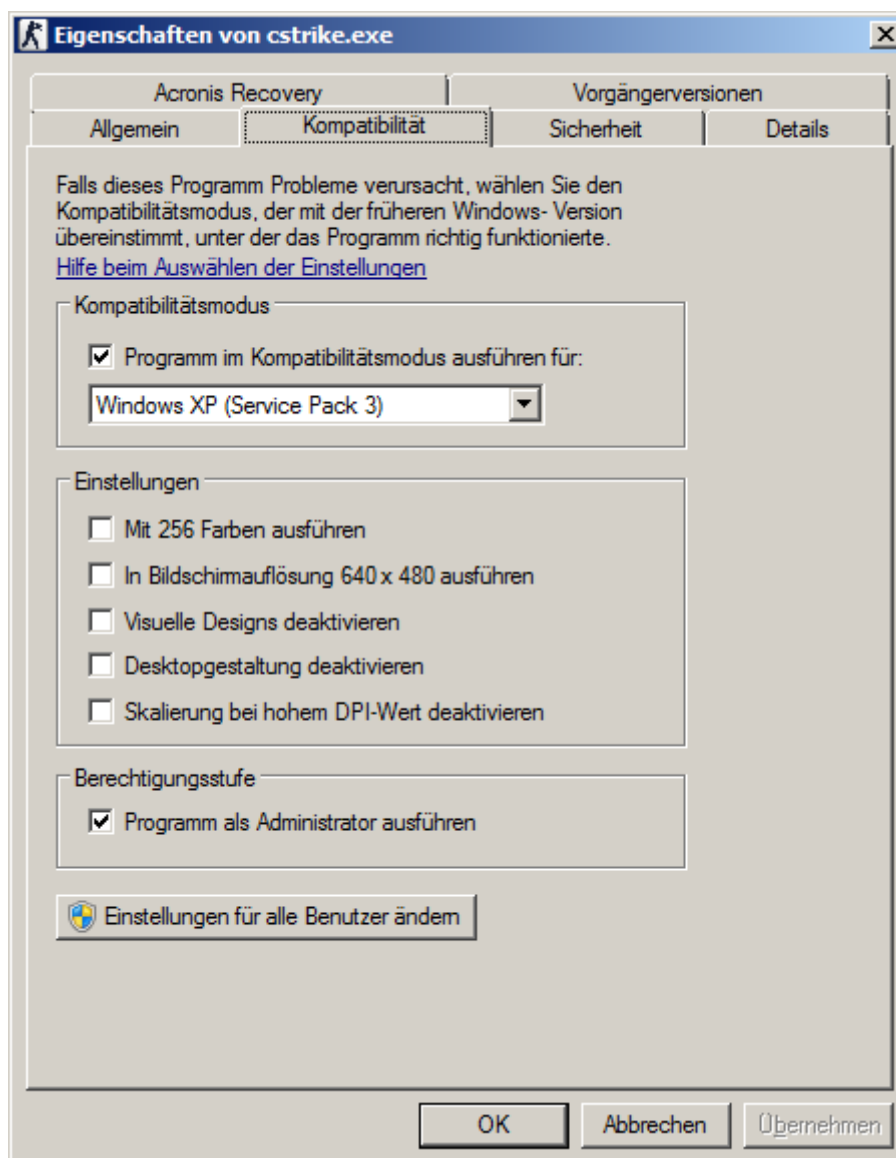 Eigenschaften von cstrike.exe
Acronis Recovery
Vorgängerversionen
Allgemein
Kompatibilität
Sicherheit
Details
Falls dieses Programm Probleme verursacht, wählen Sie den
Kompatibilitätsmodus, der mit der früheren Windows- Version
übereinstimmt, unter der das Programm richtig funktionierte.
Hilfe beim Auswählen der Einstellungen
Kompatibilitätsmodus
Programm im Kompatibilitätsmodus ausführen für:
Windows XP (Service Pack 3)
Einstellungen
Mit 256 Farben ausführen
In Bildschirmauflösung 640 x 480 ausführen
Visuelle Designs deaktivieren
Desktopgestaltung deaktivieren
Skalierung bei hohem DPI-Wert deaktivieren
Berechtigungsstufe
Programm als Administrator ausführen
Einstellungen für alle Benutzer ändern
OK
Abbrechen
Übernehmen